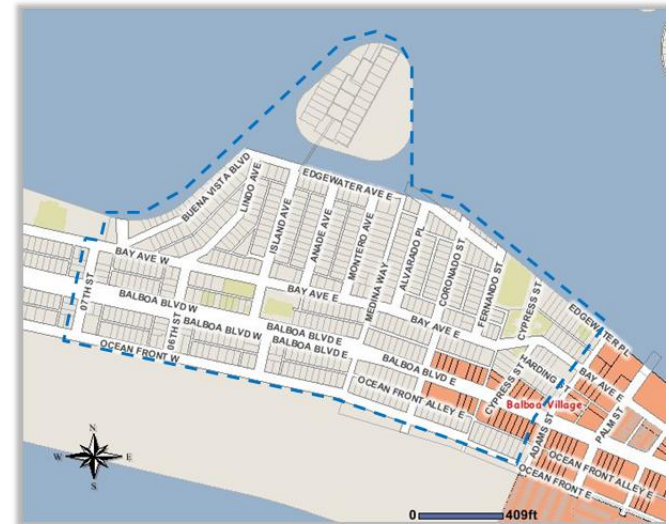 EDGEWATER AVE E
BUENA VISTA BLVD
LINDO AVE
ISLAND AVE
ANADE AVE
MONTERO AVE
MEDINA WAY
ALVARADO PL
CORONADO ST
FERNANDO ST
CYPRESS ST
EDGEWATER PL
BAY AVE W
BAY AVE E
BAY AVE E
BAY AVE E
07TH ST
06TH ST
BALBOA BLVD W
BALBOA BLVD W
BALBOA BLVD E
BALBOA BLVD E
BALBOA BLVD E
BALBOA BLVD E
HARDING ST
CYPRESS ST
Balboa Village
ADAMS ST
PALM ST
OCEAN FRONT W
OCEAN FRONT ALLEY E
OCEAN FRONT ALLEY E
OCEAN FRONT E
N
W E
S
0 409ft